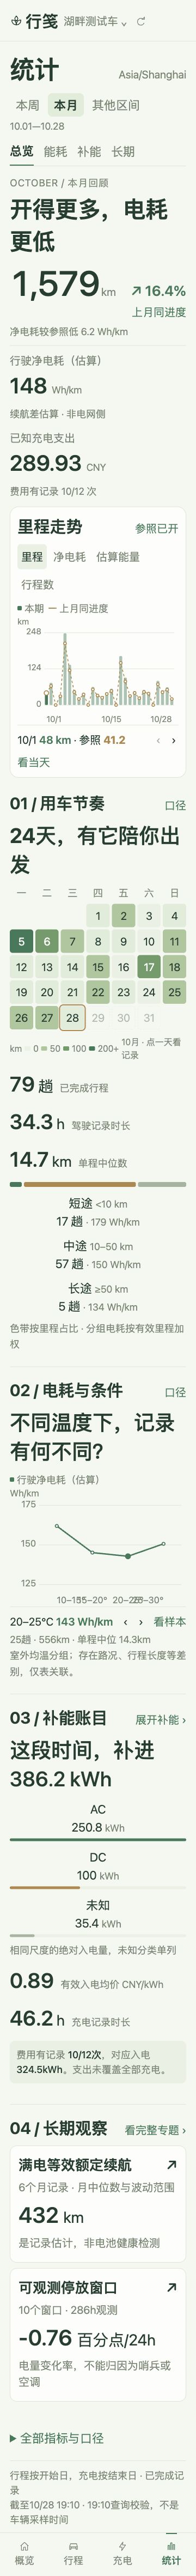 行笺 湖畔测试车
统计 Asia/Shanghai
本周 本月 其他区间
10.01—10.28
总览 能耗 补能 长期
OCTOBER / 本月回顾
开得更多，电耗
更低
1,579 km ↗ 16.4%
上月同进度
净电耗较参照低 6.2 Wh/km
行驶净电耗（估算）
148 Wh/km
续航差估算 · 非电网侧
已知充电支出
289.93 CNY
费用有记录 10/12 次
里程走势 参照已开
里程 净电耗 估算能量
行程数
本期 一 上月同进度
km
248
124
0
10/1 10/15 10/28
10/1 48 km · 参照 41.2 ‹ ›
看当天
01 / 用车节奏 口径
24天，有它陪你出
发
一 二 三 四 五 六 日
1 2 3 4
5 6 7 8 9 10 11
12 13 14 15 16 17 18
19 20 21 22 23 24 25
26 27 28 29 30 31
km 0 50 100 200+ 10月 · 点一天看
记录
79 趟 已完成行程
34.3 h 驾驶记录时长
14.7 km 单程中位数
短途 <10 km
17 趟 · 179 Wh/km
中途 10–50 km
57 趟 · 150 Wh/km
长途 ≥50 km
5 趟 · 134 Wh/km
色带按里程占比 · 分组电耗按有效里程加
权
02 / 电耗与条件 口径
不同温度下，记录
有何不同?
行驶净电耗（估算）
Wh/km
175
150
125
10–15° 15–20° 20–25° 25–30°
20–25°C 143 Wh/km ‹ › 看样本
25趟 · 556km · 单程中位 14.3km
室外均温分组；存在路况、行程长度等差
别，仅表关联。
03 / 补能账目 展开补能 ›
这段时间，补进
386.2 kWh
AC
250.8 kWh
DC
100 kWh
未知
35.4 kWh
相同尺度的绝对入电量，未知分类单列
0.89 有效入电均价 CNY/kWh
46.2 h 充电记录时长
费用有记录 10/12次，对应入电
324.5kWh。支出未覆盖全部充电。
04 / 长期观察 看完整专题 ›
满电等效额定续航 ↗
6个月记录 · 月中位数与波动范围
432 km
是记录估计，非电池健康检测
可观测停放窗口 ↗
10个窗口 · 286h观测
-0.76 百分点/24h
电量变化率，不能归因为哨兵或
空调
▶ 全部指标与口径
行程按开始日，充电按结束日 · 已完成记
录
截至10/28 19:10 · 19:10查询校验，不是
车辆采样时间
概览 行程 充电 统计